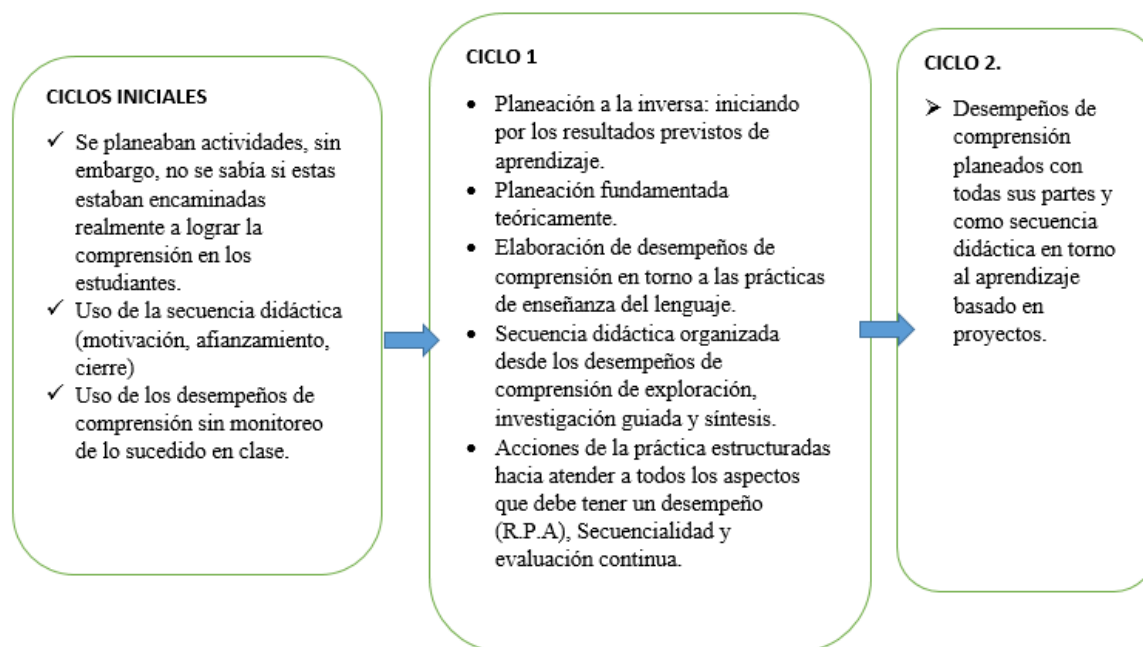 CICLOS INICIALES
✓ Se planeaban actividades, sin
embargo, no se sabía si estas
estaban encaminadas
realmente a lograr la
comprensión en los
estudiantes.
✓ Uso de la secuencia didáctica
(motivación, afianzamiento,
cierre)
✓ Uso de los desempeños de
comprensión sin monitoreo
de lo sucedido en clase.
CICLO 1
• Planeación a la inversa: iniciando
por los resultados previstos de
aprendizaje.
• Planeación fundamentada
teóricamente.
• Elaboración de desempeños de
comprensión en torno a las prácticas
de enseñanza del lenguaje.
• Secuencia didáctica organizada
desde los desempeños de
comprensión de exploración,
investigación guiada y síntesis.
• Acciones de la práctica estructuradas
hacia atender a todos los aspectos
que debe tener un desempeño
(R.P.A), Secuencialidad y
evaluación continua.
CICLO 2.
➢ Desempeños de
comprensión
planeados con
todas sus partes y
como secuencia
didáctica en torno
al aprendizaje
basado en
proyectos.